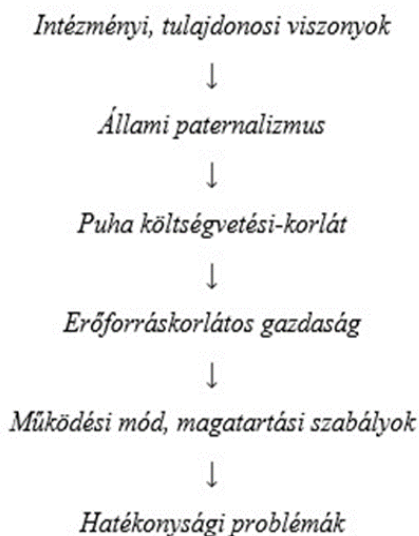 Intézményi, tulajdonosi viszonyok
↓
Állami paternalizmus
↓
Puha költségvetési-korlát
↓
Erőforráskorlátos gazdaság
↓
Működési mód, magatartási szabályok
↓
Hatékonysági problémák